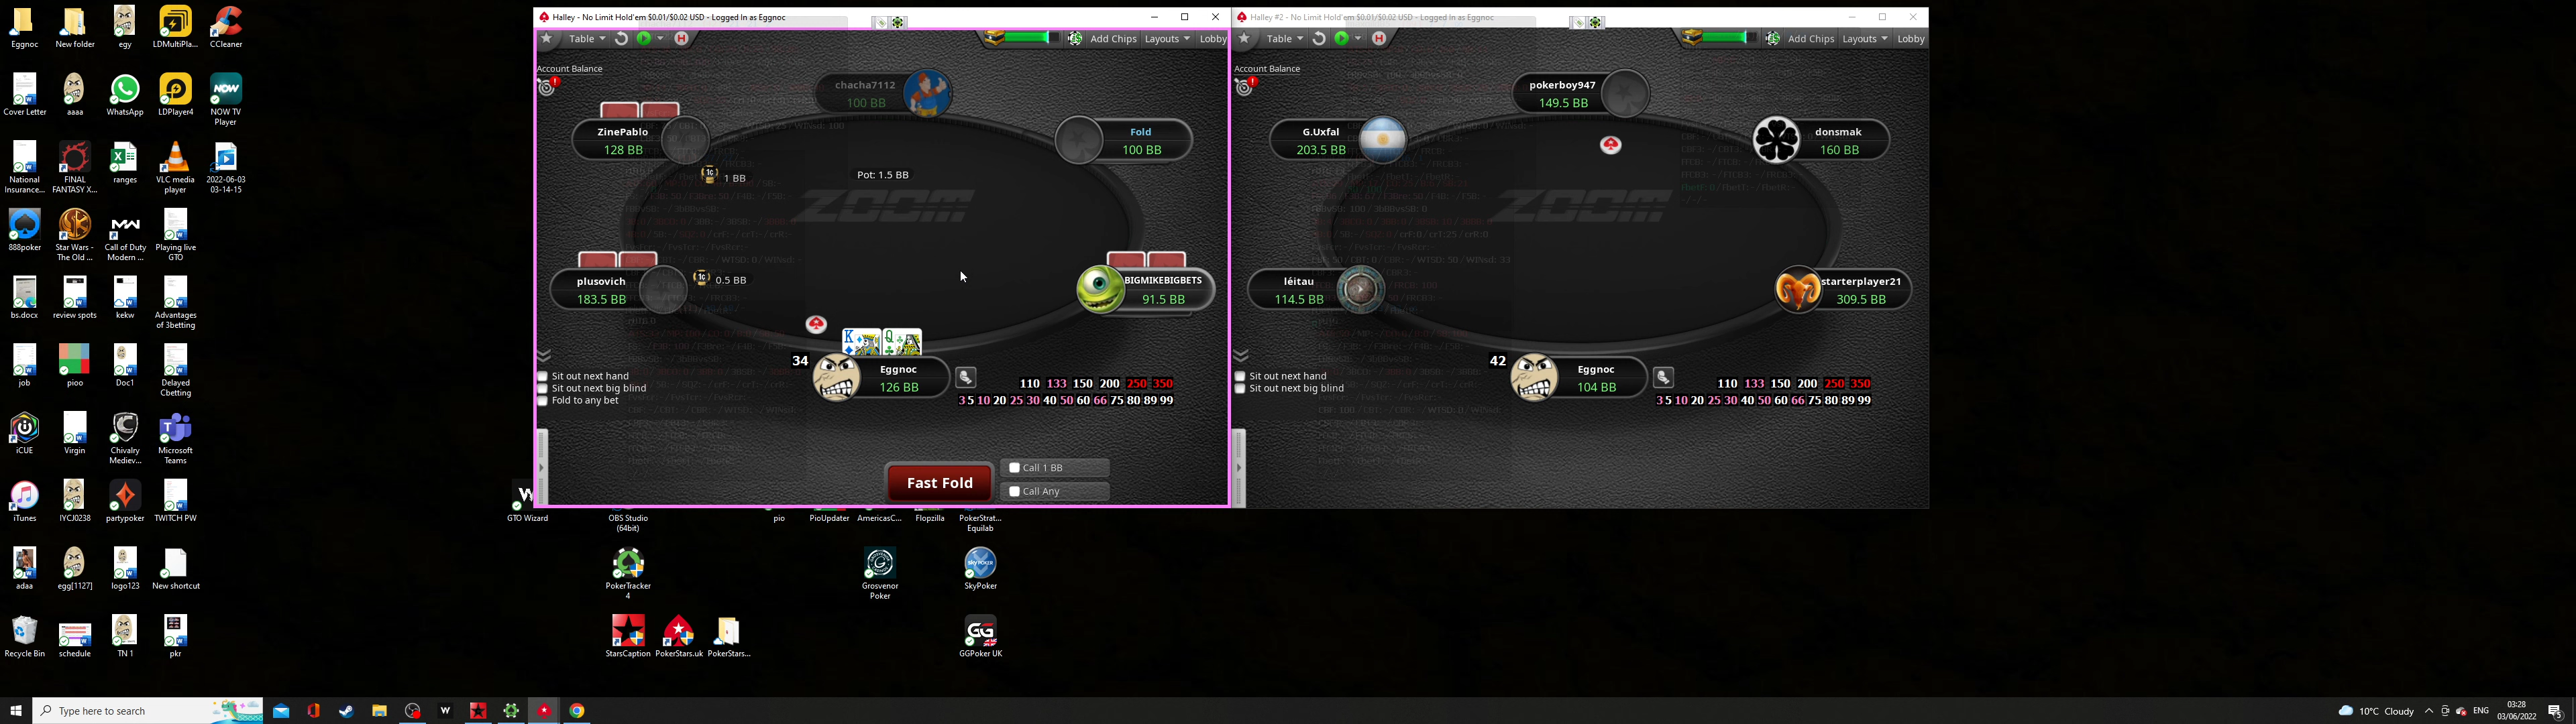 Eggnoc
New folder
egy
LDMultiPla...
CCleaner
Cover Letter
aaaa
WhatsApp
LDPlayer4
NOW TV Player
National Insurance...
FINAL FANTASY X...
ranges
VLC media player
2022-06-03 03-14-15
888poker
Star Wars - The Old ...
Call of Duty Modern ...
Playing live GTO
bs.docx
review spots
kekw
Advantages of 3betting
job
pioo
Doc1
Delayed Cbetting
iCUE
Virgin
Chivalry Mediev...
Microsoft Teams
iTunes
IYCJ0238
partypoker
TWITCH PW
adaa
egg[1127]
logo123
New shortcut
Recycle Bin
schedule
TN 1
pkr
GTO Wizard
OBS Studio (64bit)
pio
PioUpdater
AmericasC...
Flopzilla
PokerStrat... Equilab
PokerTracker 4
Grosvenor Poker
SkyPoker
StarsCaption
PokerStars.uk
PokerStars...
GGPoker UK
Halley - No Limit Hold'em $0.01/$0.02 USD - Logged In as Eggnoc
Table
H
Add Chips
Layouts
Lobby
Account Balance
chacha7112
100 BB
ZinePablo
128 BB
Fold
100 BB
1 BB
Pot: 1.5 BB
ZOOM
plusovich
183.5 BB
0.5 BB
BIGMIKEBIGBETS
91.5 BB
K Q
34
Eggnoc
126 BB
Sit out next hand
Sit out next big blind
Fold to any bet
110 133 150 200 250 350
3 5 10 20 25 30 40 50 60 66 75 80 89 99
Fast Fold
Call 1 BB
Call Any
Halley #2 - No Limit Hold'em $0.01/$0.02 USD - Logged In as Eggnoc
Table
H
Add Chips
Layouts
Lobby
Account Balance
pokerboy947
149.5 BB
G.Uxfal
203.5 BB
donsmak
160 BB
ZOOM
léitau
114.5 BB
starterplayer21
309.5 BB
42
Eggnoc
104 BB
Sit out next hand
Sit out next big blind
110 133 150 200 250 350
3 5 10 20 25 30 40 50 60 66 75 80 89 99
Type here to search
10°C Cloudy
ENG
03:28
03/06/2022